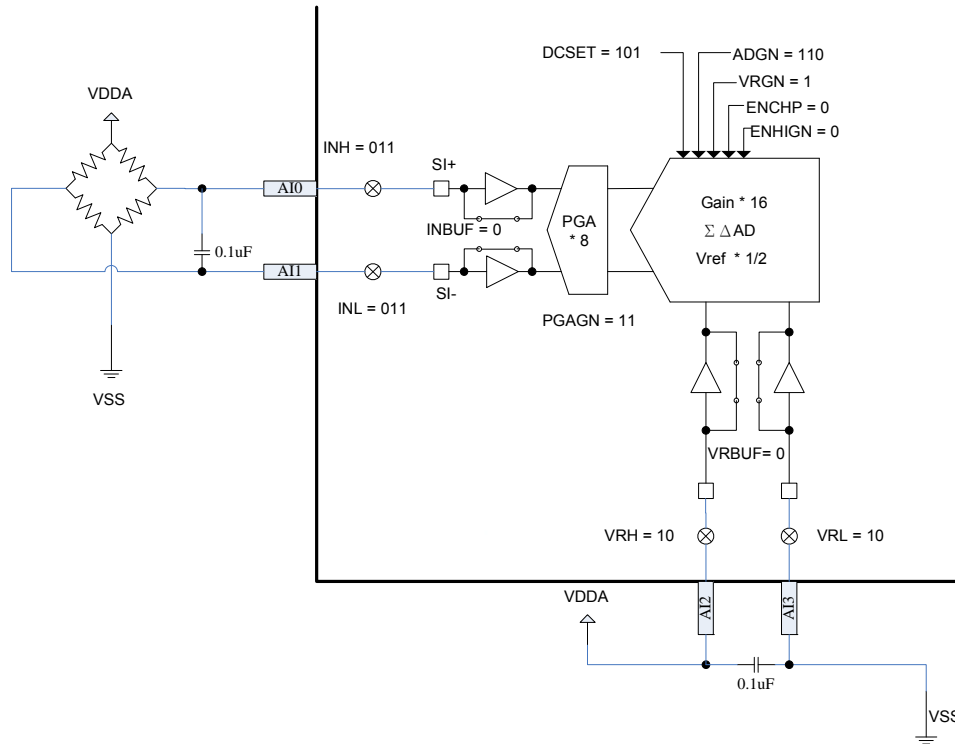 DCSET = 101
ADGN = 110
VRGN = 1
ENCHP = 0
ENHIGN = 0
VDDA
INH = 011
SI+
AI0
INBUF = 0
PGA
* 8
Gain * 16
Σ Δ AD
Vref * 1/2
0.1uF
AI1
SI-
INL = 011
PGAGN = 11
VSS
VRBUF= 0
VRH = 10
VRL = 10
VDDA
AI2
AI3
0.1uF
VSS